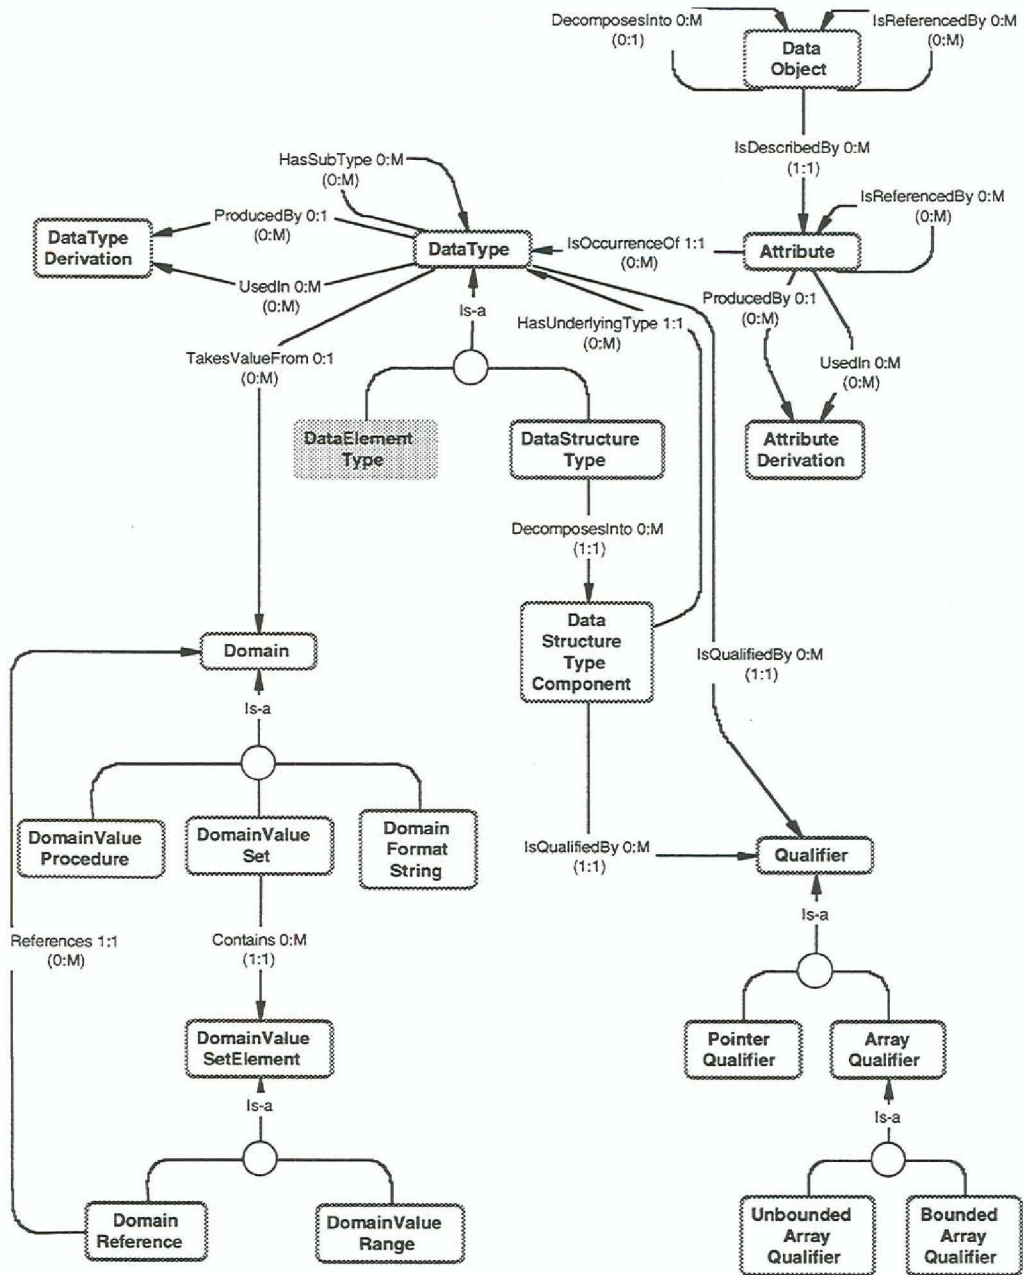 DecomposesInto 0:M
(0:1)
IsReferencedBy 0:M
(0:M)
Data
Object
IsDescribedBy 0:M
(1:1)
HasSubType 0:M
(0:M)
IsReferencedBy 0:M
(0:M)
ProducedBy 0:1
(0:M)
DataType
Derivation
DataType
IsOccurrenceOf 1:1
(0:M)
Attribute
UsedIn 0:M
(0:M)
Is-a
HasUnderlyingType 1:1
(0:M)
ProducedBy 0:1
(0:M)
TakesValueFrom 0:1
(0:M)
UsedIn 0:M
(0:M)
DataElement
Type
DataStructure
Type
Attribute
Derivation
DecomposesInto 0:M
(1:1)
Domain
Data
Structure
Type
Component
IsQualifiedBy 0:M
(1:1)
Is-a
DomainValue
Procedure
DomainValue
Set
Domain
Format
String
IsQualifiedBy 0:M
(1:1)
Qualifier
Is-a
References 1:1
(0:M)
Contains 0:M
(1:1)
DomainValue
SetElement
Pointer
Qualifier
Array
Qualifier
Is-a
Is-a
Domain
Reference
DomainValue
Range
Unbounded
Array
Qualifier
Bounded
Array
Qualifier